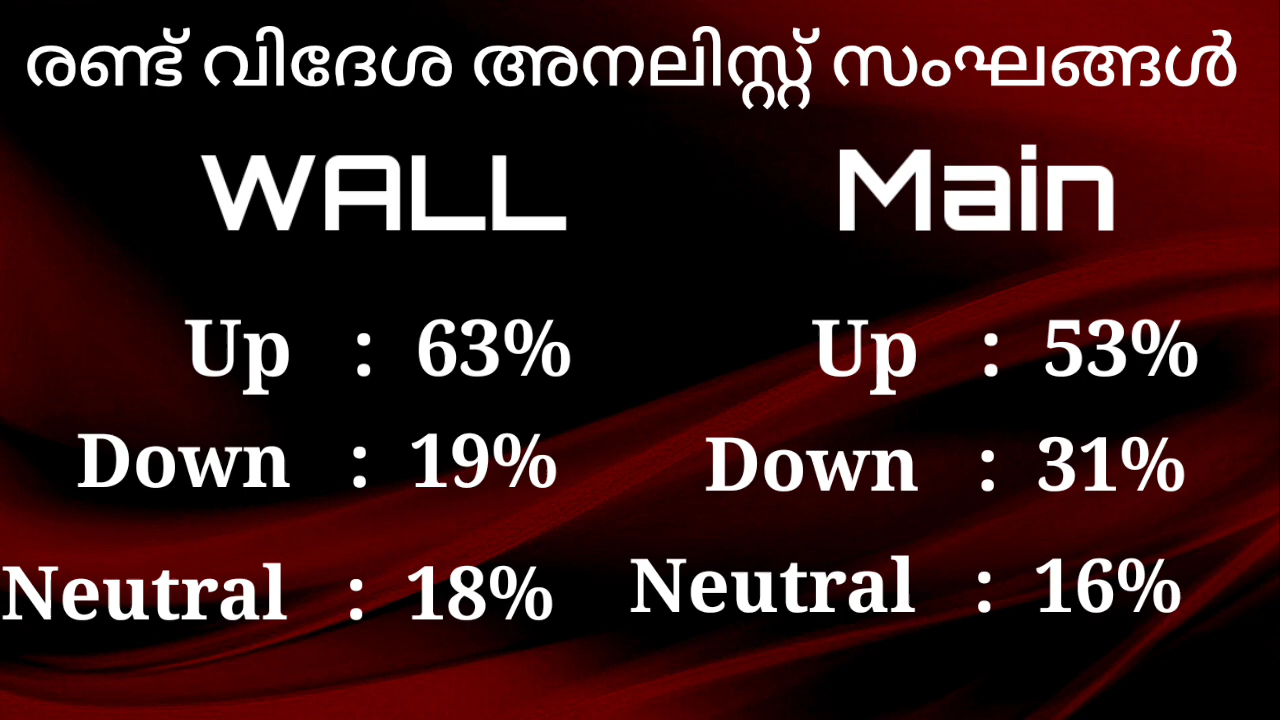 രണ്ട് വിദേശ അനലിസ്റ്റ് സംഘങ്ങൾ
WALL Main
Up : 63% Up : 53%
Down : 19% Down : 31%
Neutral : 18% Neutral : 16%